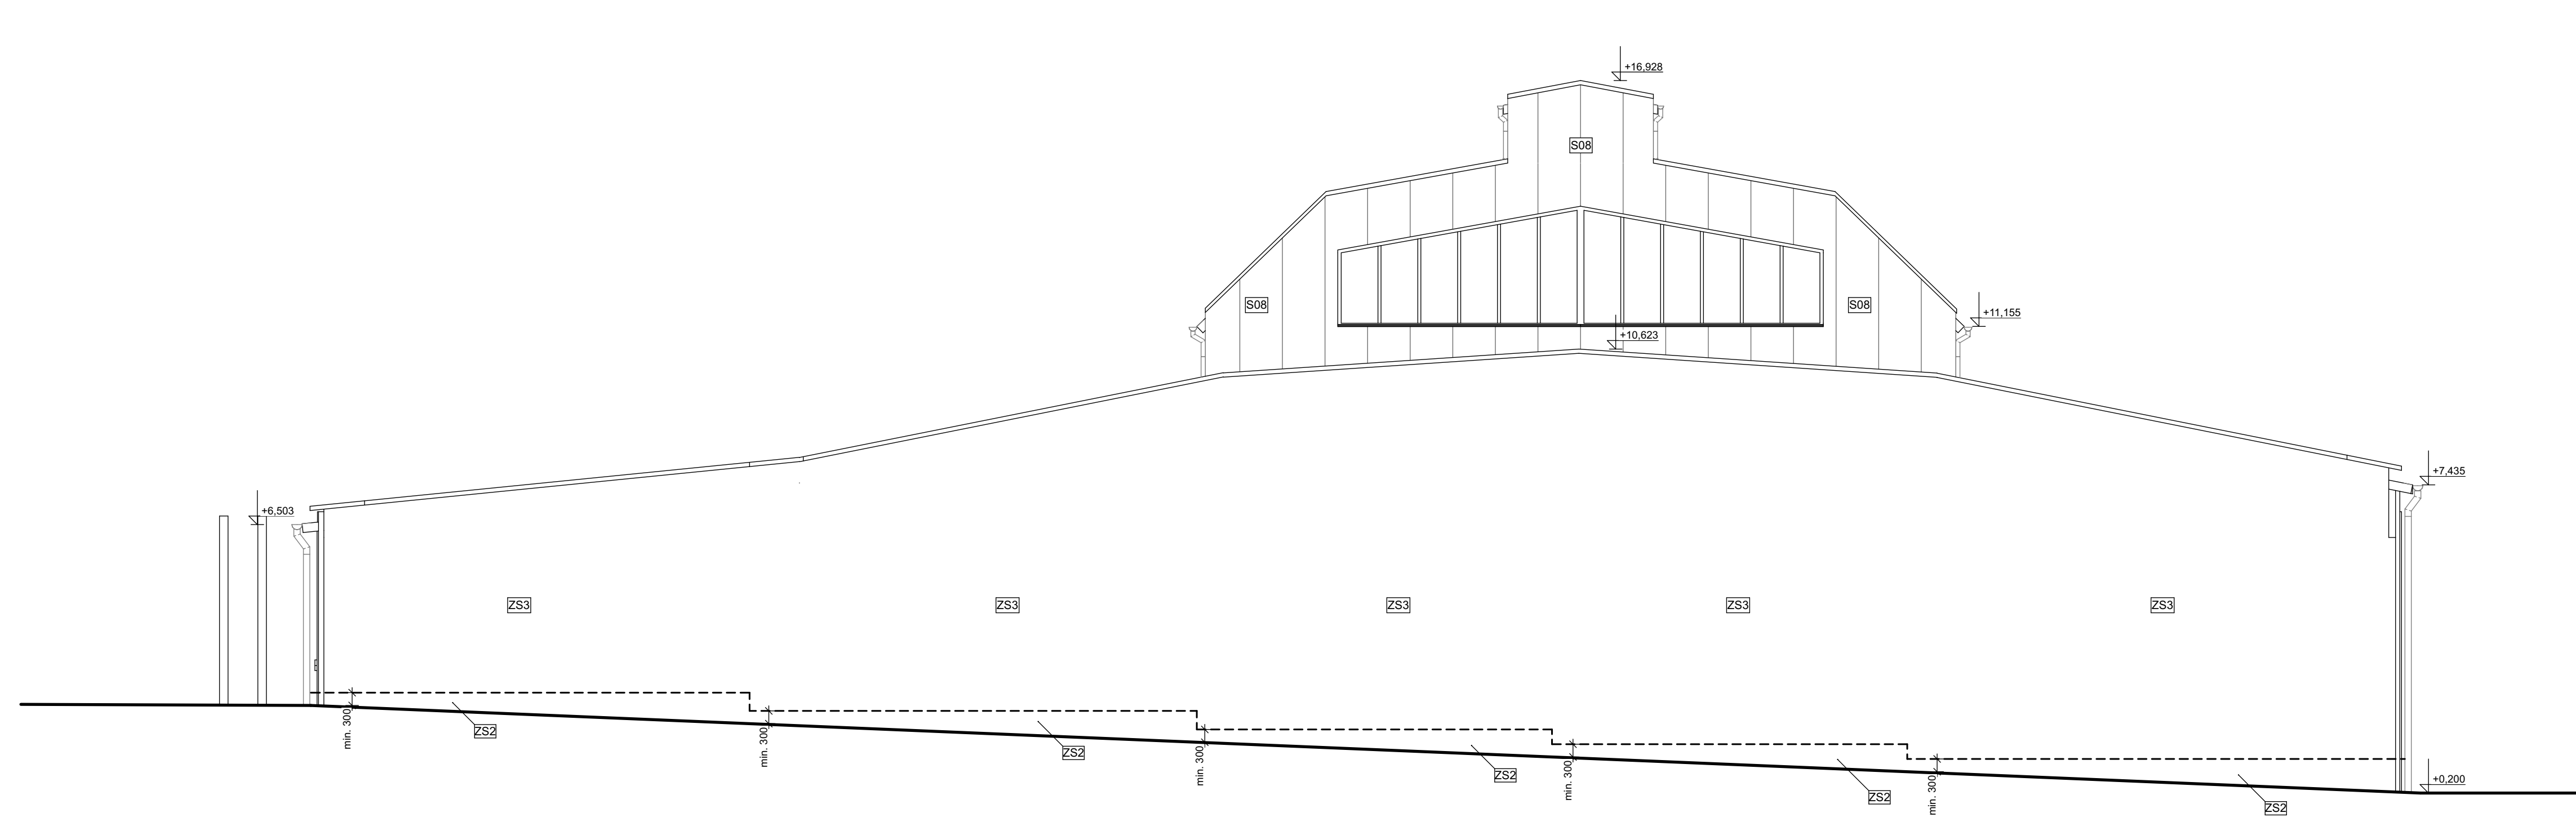 +16,928
S08
S08
S08
+11,155
+10,623
+7,435
+6,503
ZS3
ZS3
ZS3
ZS3
ZS3
min. 300
ZS2
min. 300
ZS2
min. 300
ZS2
min. 300
ZS2
min. 300
+0,200
ZS2